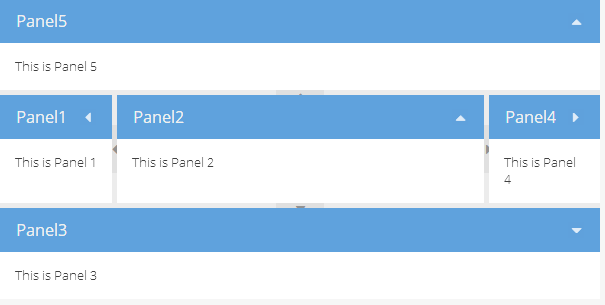 Panel5
This is Panel 5
Panel1
Panel2
Panel4
This is Panel 1
This is Panel 2
This is Panel
4
Panel3
This is Panel 3